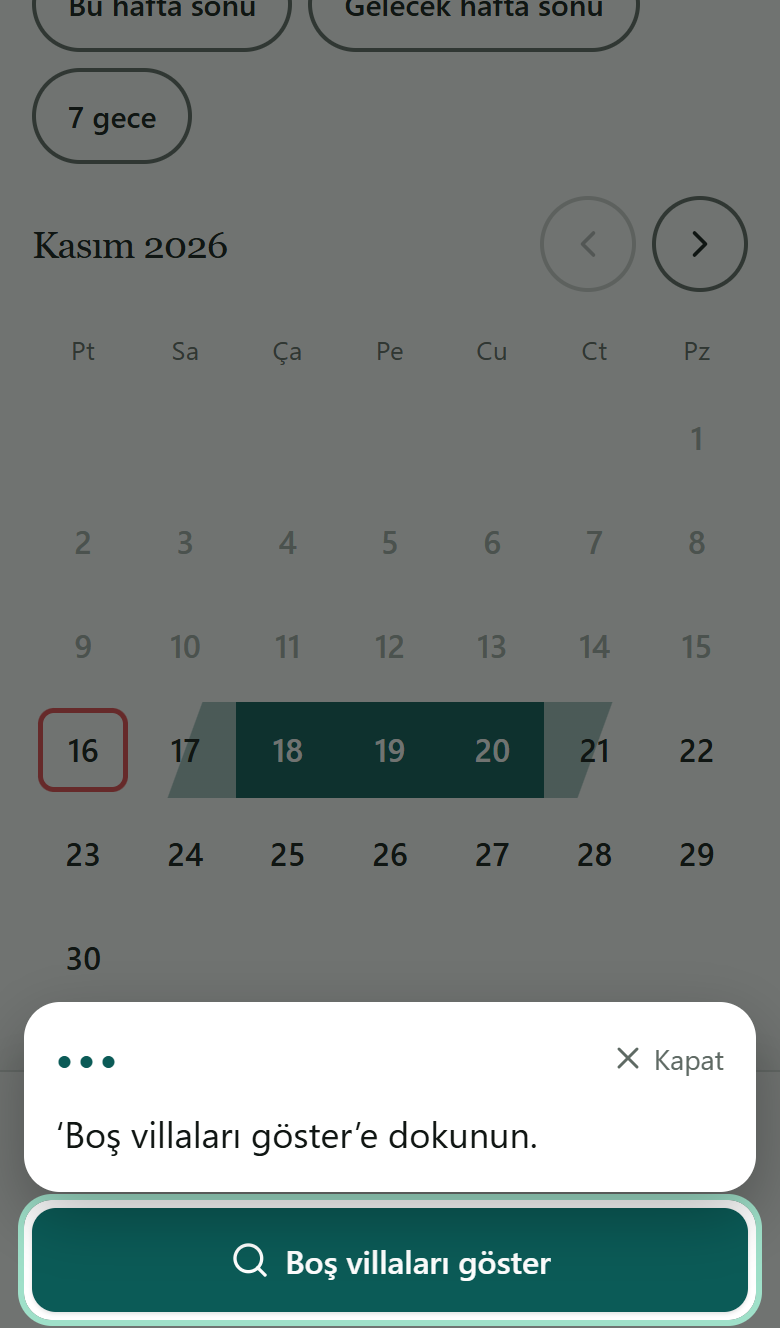 Bu hafta sonu Gelecek hafta sonu
7 gece
Kasım 2026
Pt Sa Ça Pe Cu Ct Pz
1
2 3 4 5 6 7 8
9 10 11 12 13 14 15
16 17 18 19 20 21 22
23 24 25 26 27 28 29
30
Kapat
‘Boş villaları göster’e dokunun.
Boş villaları göster